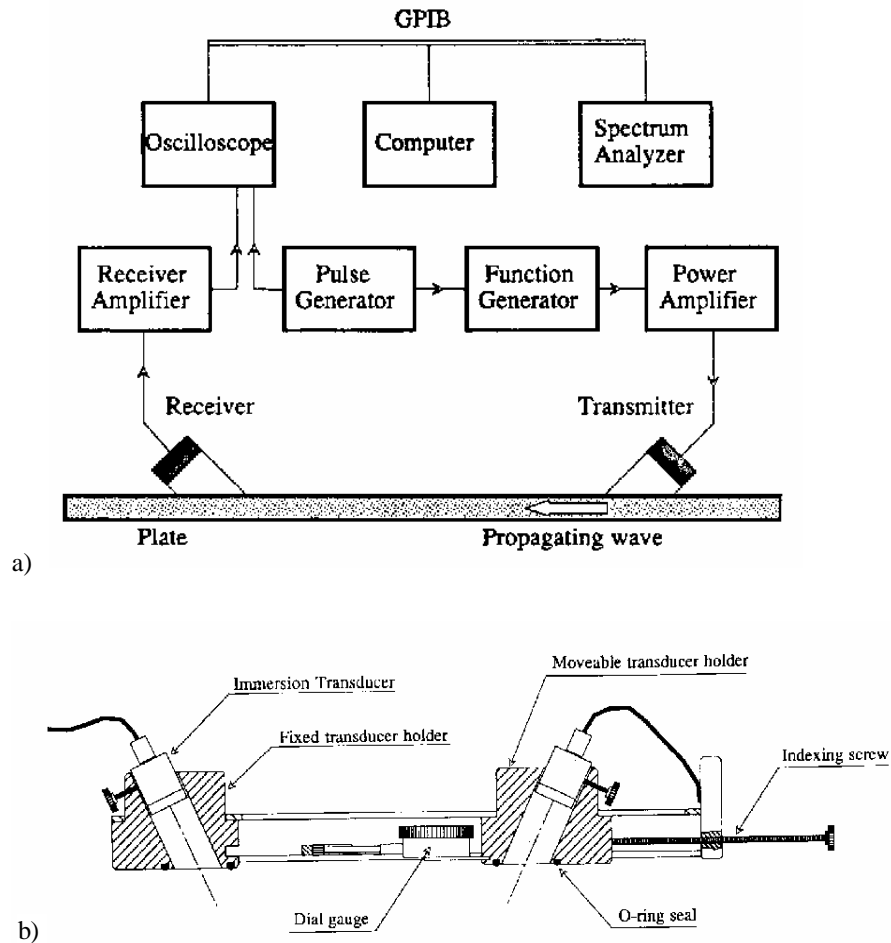 GPIB
Oscilloscope
Computer
Spectrum
Analyzer
Receiver
Amplifier
Pulse
Generator
Function
Generator
Power
Amplifier
Receiver
Transmitter
Plate
Propagating wave
a)
Moveable transducer holder
Immersion Transducer
Fixed transducer holder
Indexing screw
Dial gauge
O-ring seal
b)